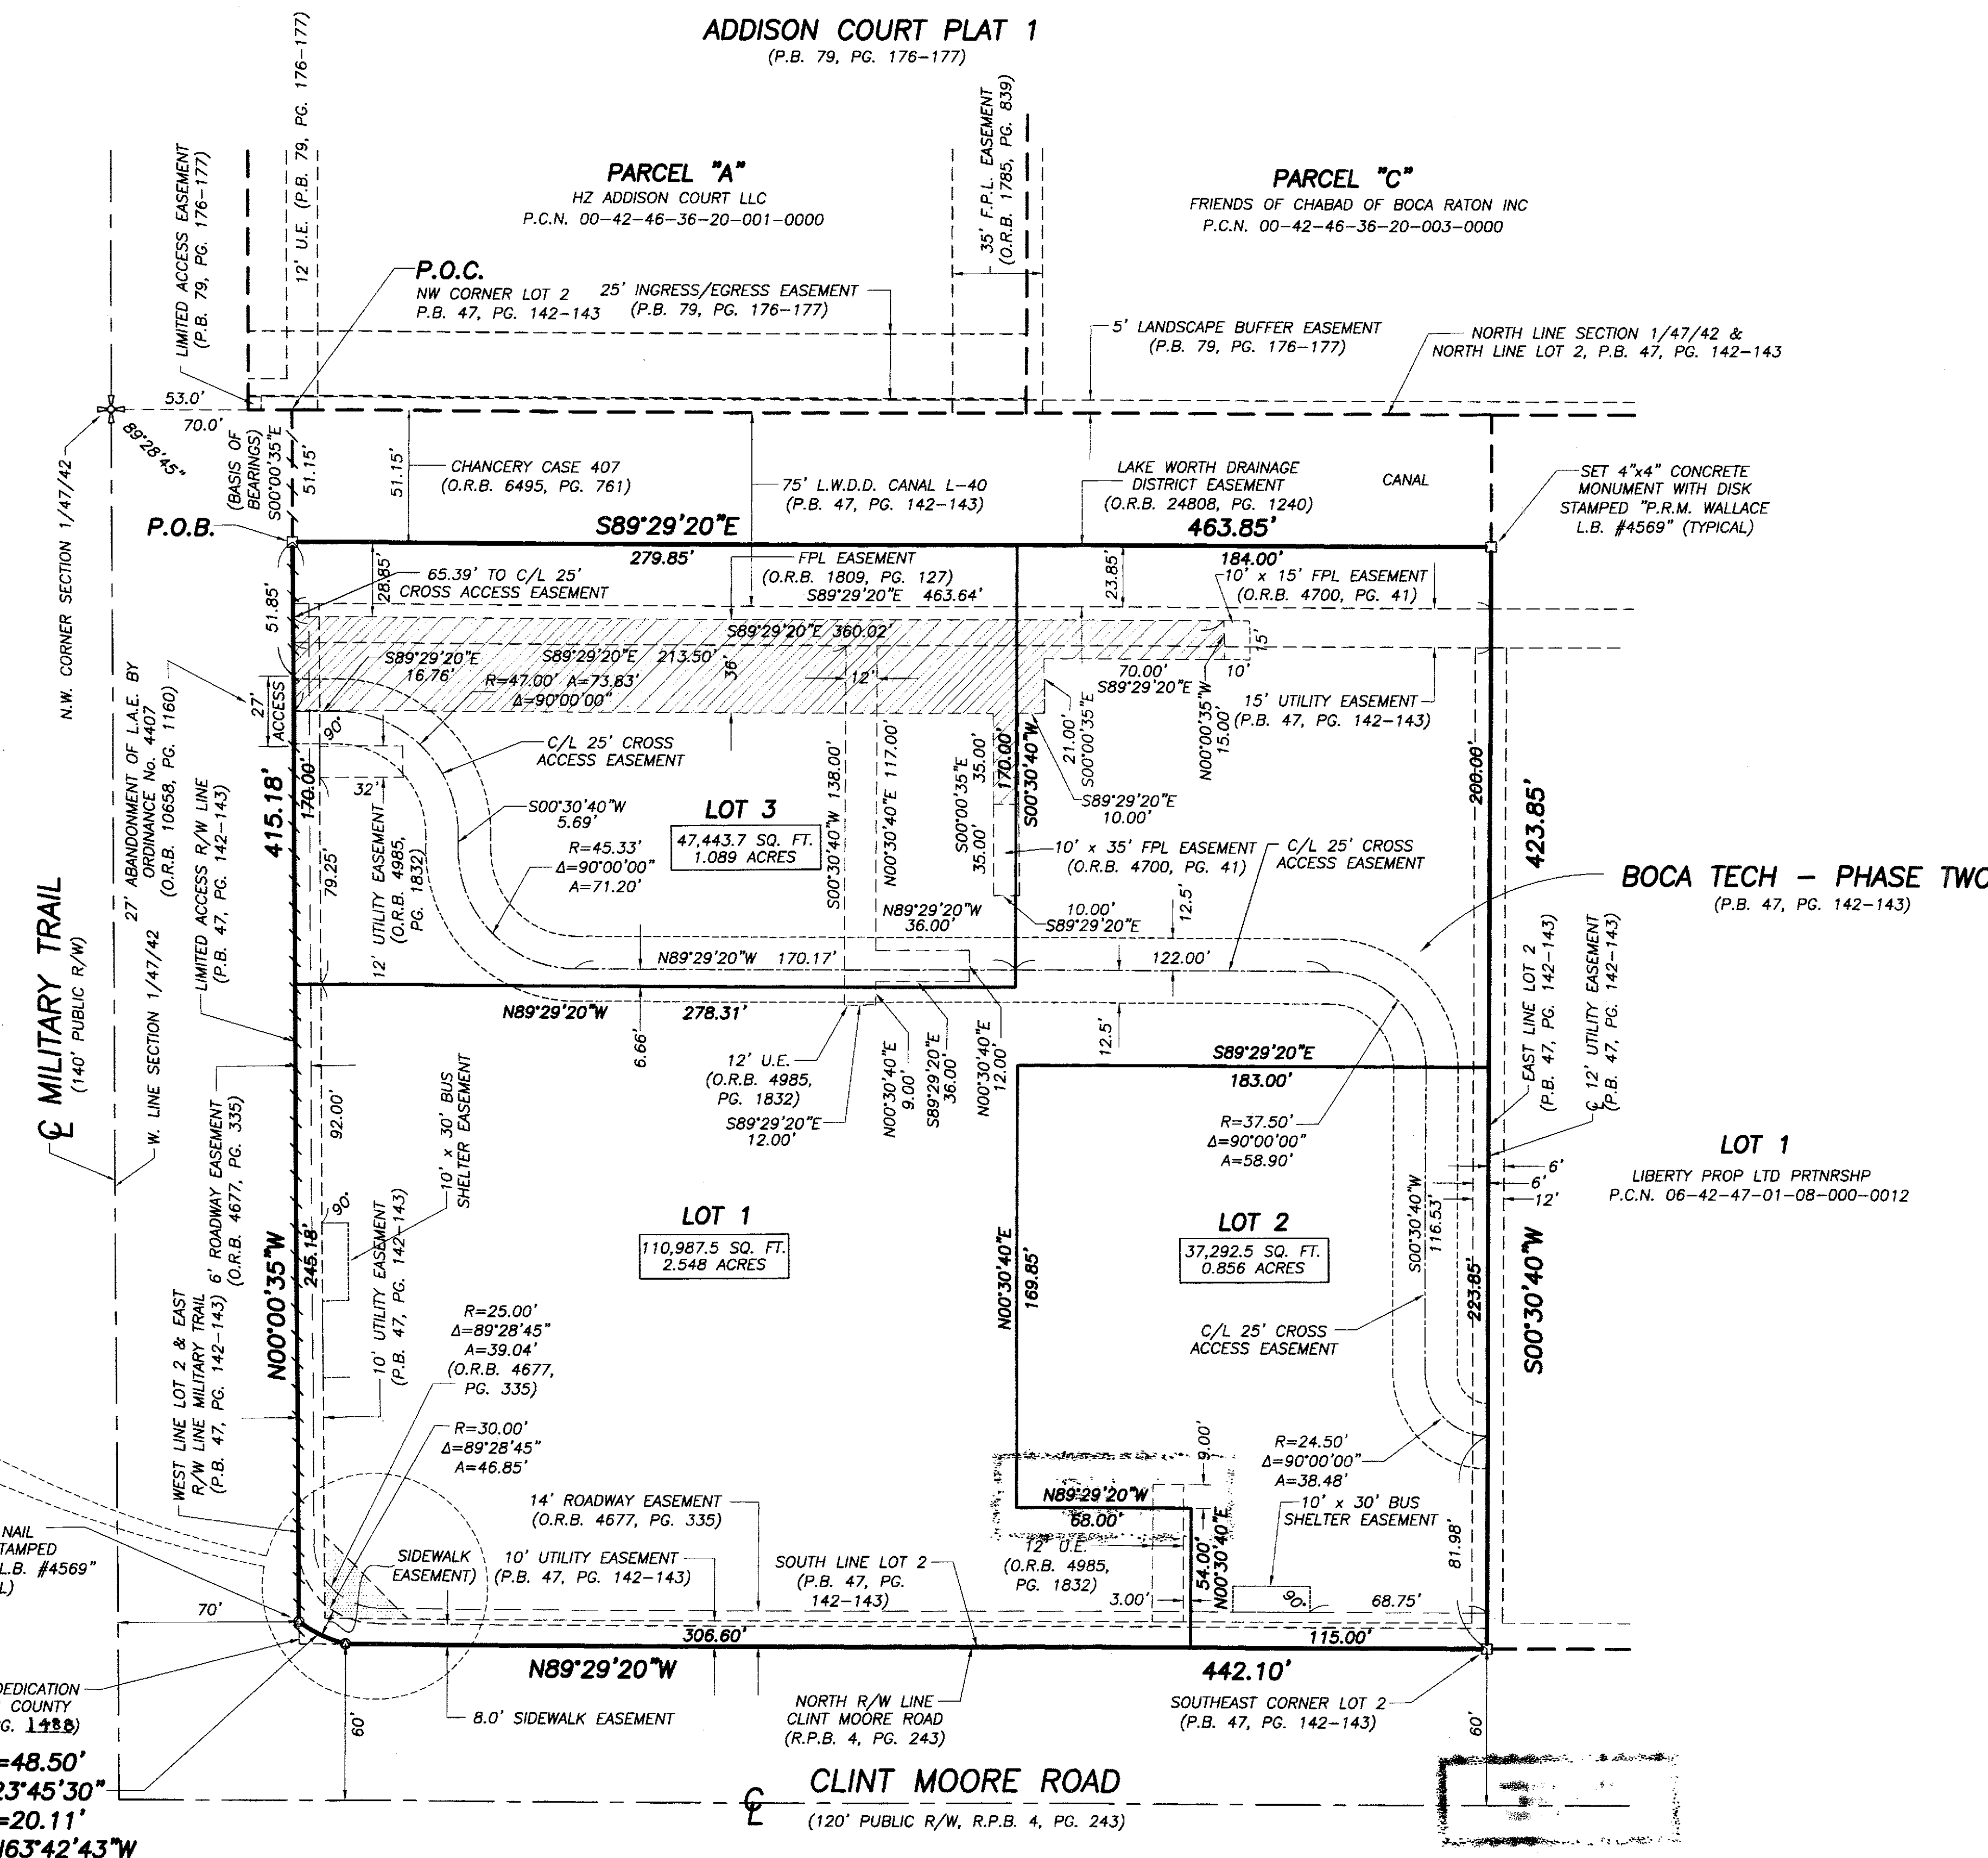 ADDISON COURT PLAT 1
(P.B. 79, PG. 176-177)
LIMITED ACCESS EASEMENT
(P.B. 79, PG. 176-177)
12' U.E. (P.B. 79, PG. 176-177)
PARCEL "A"
HZ ADDISON COURT LLC
P.C.N. 00-42-46-36-20-001-0000
35' F.P.L. EASEMENT
(O.R.B. 1785, PG. 839)
PARCEL "C"
FRIENDS OF CHABAD OF BOCA RATON INC
P.C.N. 00-42-46-36-20-003-0000
P.O.C.
NW CORNER LOT 2
P.B. 47, PG. 142-143
25' INGRESS/EGRESS EASEMENT
(P.B. 79, PG. 176-177)
5' LANDSCAPE BUFFER EASEMENT
(P.B. 79, PG. 176-177)
NORTH LINE SECTION 1/47/42 &
NORTH LINE LOT 2, P.B. 47, PG. 142-143
53.0'
70.0'
89°28'45"
N.W. CORNER SECTION 1/47/42
(BASIS OF
BEARINGS)
S00°00'35"E
51.15'
51.15'
CHANCERY CASE 407
(O.R.B. 6495, PG. 761)
75' L.W.D.D. CANAL L-40
(P.B. 47, PG. 142-143)
LAKE WORTH DRAINAGE
DISTRICT EASEMENT
(O.R.B. 24808, PG. 1240)
CANAL
SET 4"x4" CONCRETE
MONUMENT WITH DISK
STAMPED "P.R.M. WALLACE
L.B. #4569" (TYPICAL)
P.O.B.
S89°29'20"E
463.85'
279.85'
184.00'
28.85'
65.39' TO C/L 25'
CROSS ACCESS EASEMENT
FPL EASEMENT
(O.R.B. 1809, PG. 127)
S89°29'20"E 463.64'
23.85'
10' x 15' FPL EASEMENT
(O.R.B. 4700, PG. 41)
51.85'
S89°29'20"E 360.02'
15'
S89°29'20"E
16.76'
S89°29'20"E 213.50'
36'
12'
70.00'
S89°29'20"E
10'
R=47.00' A=73.83'
Δ=90°00'00"
15' UTILITY EASEMENT
(P.B. 47, PG. 142-143)
27'
ACCESS
27' ABANDONMENT OF L.A.E. BY
ORDINANCE No. 4407
(O.R.B. 10658, PG. 1160)
90°
C/L 25' CROSS
ACCESS EASEMENT
21.00'
S00°00'35"E
N00°00'35"W
15.00'
170.00'
32'
12' UTILITY EASEMENT
(O.R.B. 4985,
PG. 1832)
S00°30'40"W
5.69'
LOT 3
47,443.7 SQ. FT.
1.089 ACRES
S00°30'40"W 138.00'
N00°30'40"E 117.00'
S00°00'35"E 35.00'
35.00'
170.00'
S00°30'40"W
S89°29'20"E
10.00'
200.00'
415.18'
423.85'
79.25'
R=45.33'
Δ=90°00'00"
A=71.20'
10' x 35' FPL EASEMENT
(O.R.B. 4700, PG. 41)
C/L 25' CROSS
ACCESS EASEMENT
BOCA TECH - PHASE TWO
(P.B. 47, PG. 142-143)
LIMITED ACCESS R/W LINE
(P.B. 47, PG. 142-143)
N89°29'20"W
36.00'
10.00'
S89°29'20"E
12.5'
N89°29'20"W 170.17'
122.00'
℄ MILITARY TRAIL
(140' PUBLIC R/W)
W. LINE SECTION 1/47/42
N89°29'20"W
278.31'
6.66'
12' U.E.
(O.R.B. 4985,
PG. 1832)
S89°29'20"E
12.00'
N00°30'40"E
9.00'
S89°29'20"E
36.00'
N00°30'40"E
12.00'
12.5'
S89°29'20"E
183.00'
EAST LINE LOT 2
(P.B. 47, PG. 142-143)
℄ 12' UTILITY EASEMENT
(P.B. 47, PG. 142-143)
6' ROADWAY EASEMENT
(O.R.B. 4677, PG. 335)
92.00'
10' x 30' BUS
SHELTER EASEMENT
R=37.50'
Δ=90°00'00"
A=58.90'
6'
6'
12'
LOT 1
LIBERTY PROP LTD PRTNRSHP
P.C.N. 06-42-47-01-08-000-0012
90°
LOT 1
110,987.5 SQ. FT.
2.548 ACRES
N00°30'40"E
169.85'
LOT 2
37,292.5 SQ. FT.
0.856 ACRES
S00°30'40"W
116.53'
223.85'
S00°30'40"W
N00°00'35"W
245.18'
10' UTILITY EASEMENT
(P.B. 47, PG. 142-143)
C/L 25' CROSS
ACCESS EASEMENT
R=25.00'
Δ=89°28'45"
A=39.04'
(O.R.B. 4677,
PG. 335)
WEST LINE LOT 2 & EAST
R/W LINE MILITARY TRAIL
(P.B. 47, PG. 142-143)
R=30.00'
Δ=89°28'45"
A=46.85'
9.00'
R=24.50'
Δ=90°00'00"
A=38.48'
14' ROADWAY EASEMENT
(O.R.B. 4677, PG. 335)
N89°29'20"W
68.00'
10' x 30' BUS
SHELTER EASEMENT
81.98'
NAIL
TAMPED
L.B. #4569"
L)
SIDEWALK
EASEMENT)
10' UTILITY EASEMENT
(P.B. 47, PG. 142-143)
SOUTH LINE LOT 2
(P.B. 47, PG.
142-143)
12' U.E.
(O.R.B. 4985,
PG. 1832)
3.00'
54.00'
N00°30'40"E
90°
68.75'
70'
306.60'
115.00'
N89°29'20"W
442.10'
DEDICATION
COUNTY
G. 1488)
60'
8.0' SIDEWALK EASEMENT
NORTH R/W LINE
CLINT MOORE ROAD
(R.P.B. 4, PG. 243)
SOUTHEAST CORNER LOT 2
(P.B. 47, PG. 142-143)
60'
=48.50'
23°45'30"
=20.11'
N63°42'43"W
℄ CLINT MOORE ROAD
(120' PUBLIC R/W, R.P.B. 4, PG. 243)